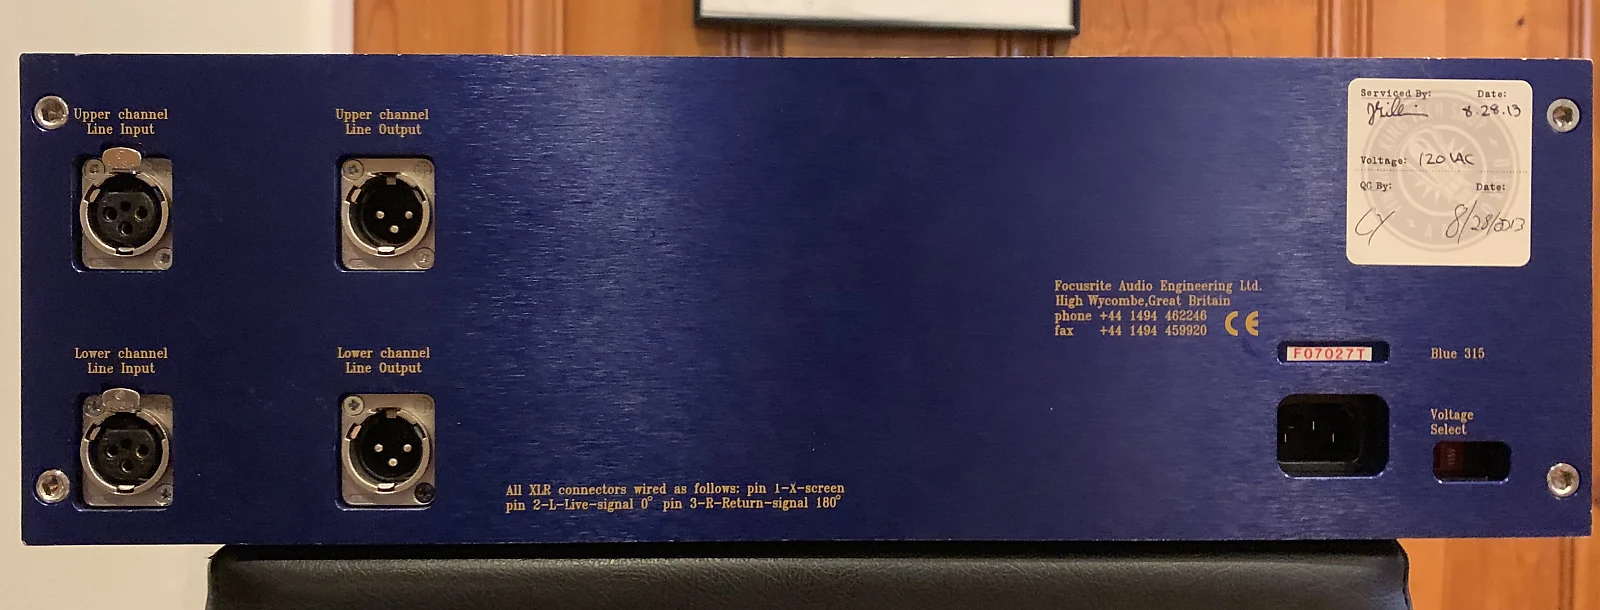 Upper channel
Line Input
Upper channel
Line Output
Serviced By: Date:
8.28.13
Voltage: 120 VAC
QC By: Date:
CY 8/28/2013
Focusrite Audio Engineering Ltd.
High Wycombe,Great Britain
phone +44 1494 462246
fax +44 1494 459920
CE
F07027T
Blue 315
Lower channel
Line Input
Lower channel
Line Output
Voltage
Select
All XLR connectors wired as follows: pin 1-X-screen
pin 2-L-Live-signal 0° pin 3-R-Return-signal 180°